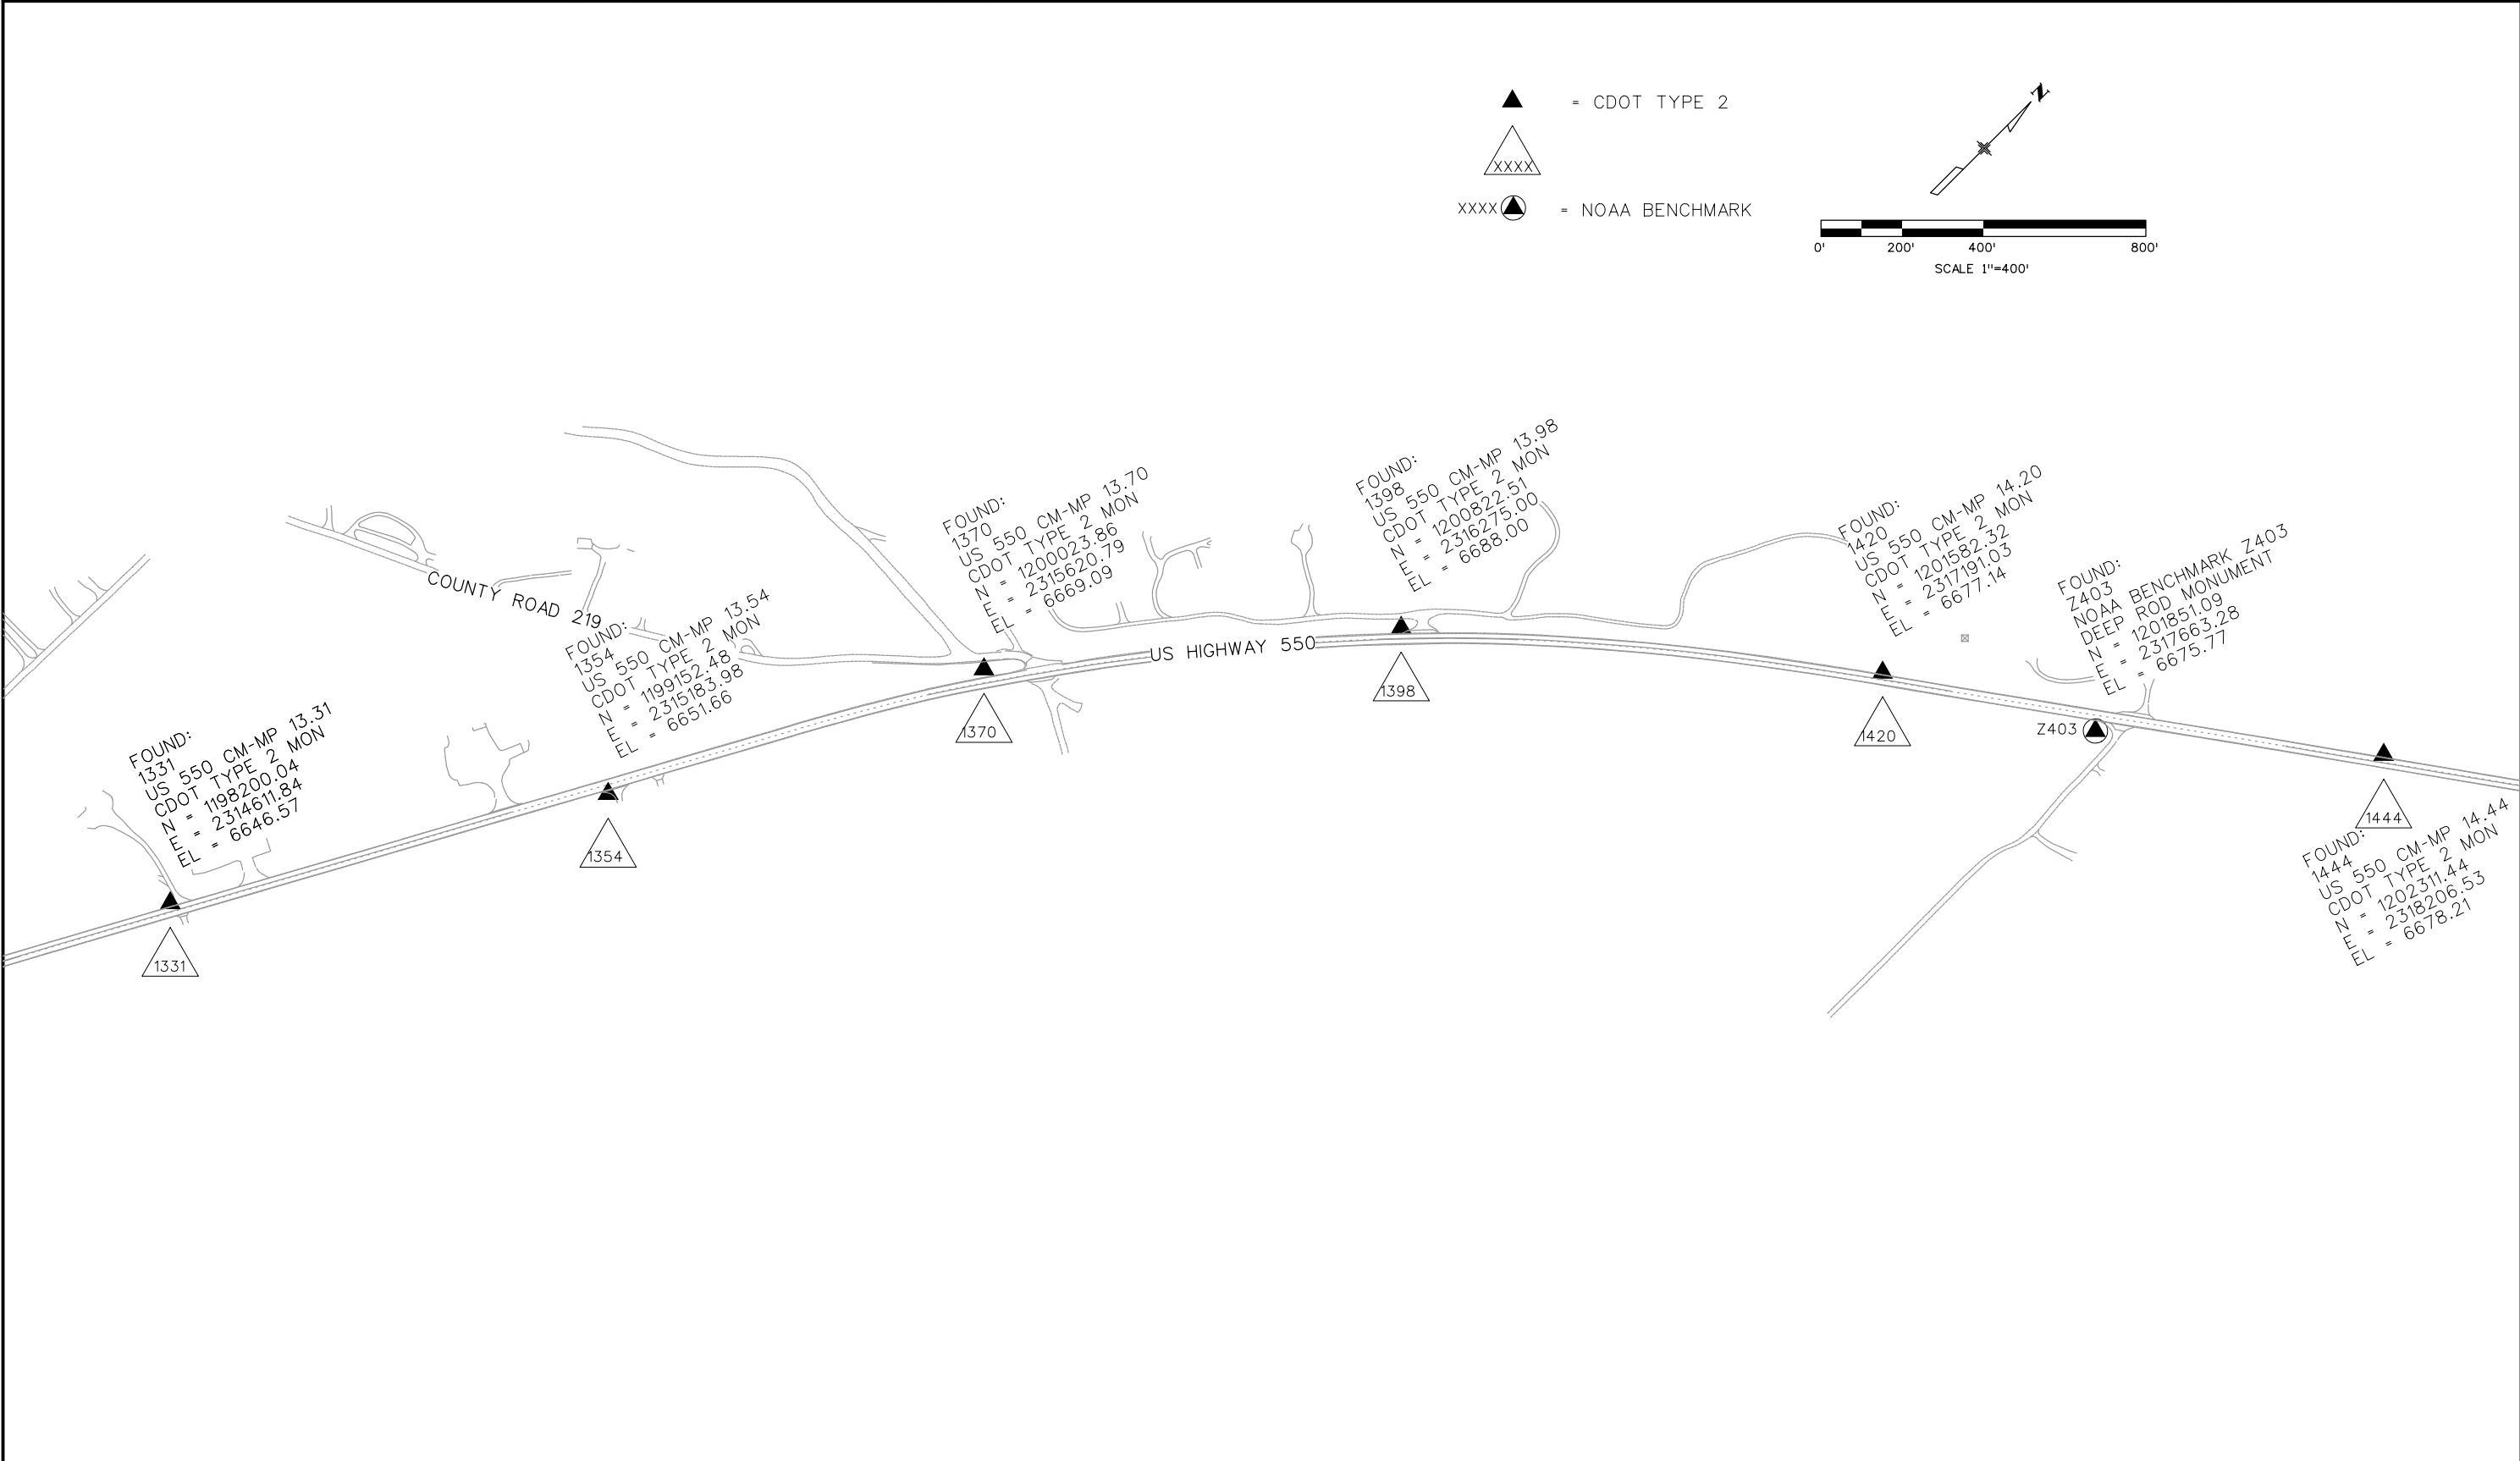 = CDOT TYPE 2
XXXX
XXXX = NOAA BENCHMARK
N
0' 200' 400' 800'
SCALE 1"=400'
COUNTY ROAD 219
US HIGHWAY 550
FOUND:
1331
US 550 CM-MP 13.31
CDOT TYPE 2 MON
N = 1198200.04
E = 2314611.84
EL = 6646.57
1331
FOUND:
1354
US 550 CM-MP 13.54
CDOT TYPE 2 MON
N = 1199152.48
E = 2315183.98
EL = 6651.66
1354
FOUND:
1370
US 550 CM-MP 13.70
CDOT TYPE 2 MON
N = 1200023.86
E = 2315620.79
EL = 6669.09
1370
FOUND:
1398
US 550 CM-MP 13.98
CDOT TYPE 2 MON
N = 1200822.51
E = 2316275.00
EL = 6688.00
1398
FOUND:
1420
US 550 CM-MP 14.20
CDOT TYPE 2 MON
N = 1201582.32
E = 2317191.03
EL = 6677.14
1420
FOUND:
Z403
NOAA BENCHMARK Z403
DEEP ROD MONUMENT
N = 1201851.09
E = 2317663.28
EL = 6675.77
Z403
1444
FOUND:
1444
US 550 CM-MP 14.44
CDOT TYPE 2 MON
N = 1202311.44
E = 2318206.53
EL = 6678.21